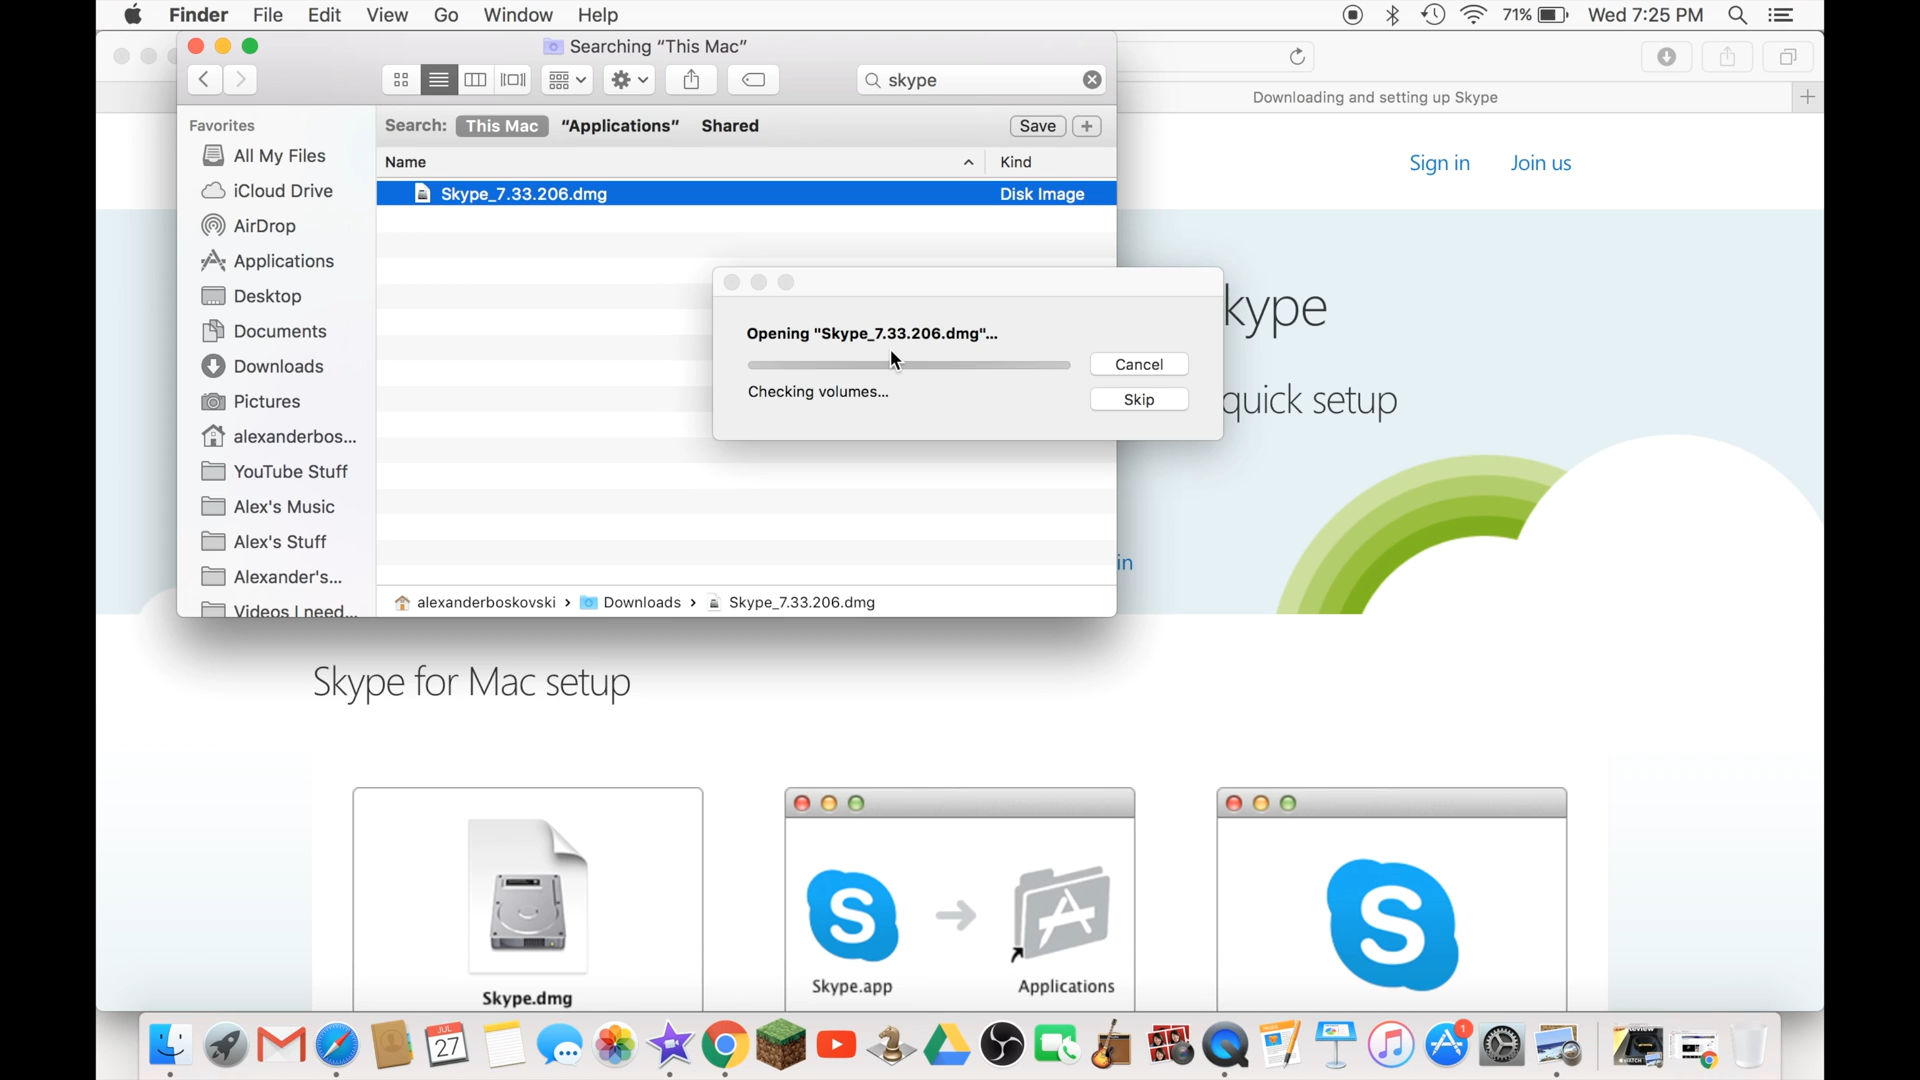 Finder File Edit View Go Window Help 71% Wed 7:25 PM
Searching “This Mac”
skype
Downloading and setting up Skype
Search: This Mac “Applications” Shared Save +
Name Kind
Skype_7.33.206.dmg Disk Image
Favorites
All My Files
iCloud Drive
AirDrop
Applications
Desktop
Documents
Downloads
Pictures
alexanderbos...
YouTube Stuff
Alex's Music
Alex's Stuff
Alexander's...
Videos I need...
Opening "Skype_7.33.206.dmg"...
Cancel
Checking volumes...
Skip
alexanderboskovski › Downloads › Skype_7.33.206.dmg
Sign in Join us
kype
quick setup
in
Skype for Mac setup
Skype.dmg
Skype.app
Applications
JUL
27
1